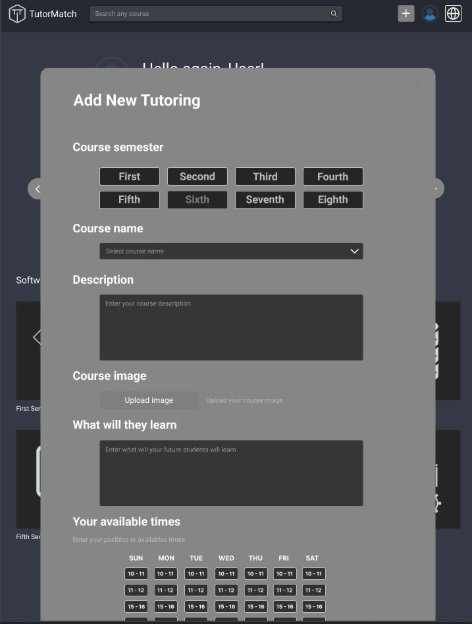 TutorMatch Search any course
Hello again, User!
Add New Tutoring
Course semester
First Second Third Fourth
Fifth Sixth Seventh Eighth
Course name
Select course name
Softw
Description
Enter your course description
Course image
Upload image Upload your course image
First Se
What will they learn
Enter what will your future students will learn
Your available times
Fifth Se
Enter your posibles or availables times
SUN MON TUE WED THU FRI SAT
10 - 11 10 - 11 10 - 11 10 - 11 10 - 11 10 - 11 10 - 11
11 - 12 11 - 12 11 - 12 11 - 12 11 - 12 11 - 12 11 - 12
15 - 16 15 - 16 15 - 16 15 - 16 15 - 16 15 - 16 15 - 16